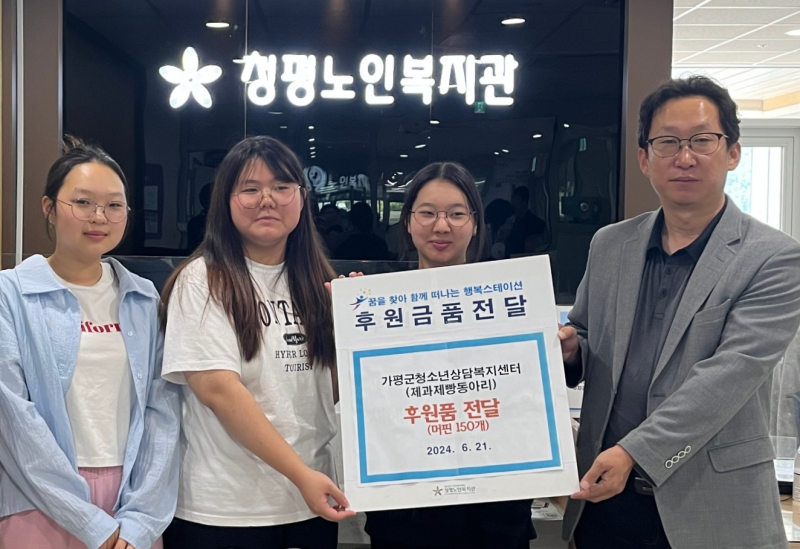 청평노인복지관
꿈을 찾아 함께 떠나는 행복스테이션
후원금품전달
가평군청소년상담복지센터
(제과제빵동아리)
후원품 전달
(머핀 150개)
2024. 6. 21.
청평노인복지관
iforn
HYRR LO
TOURIST